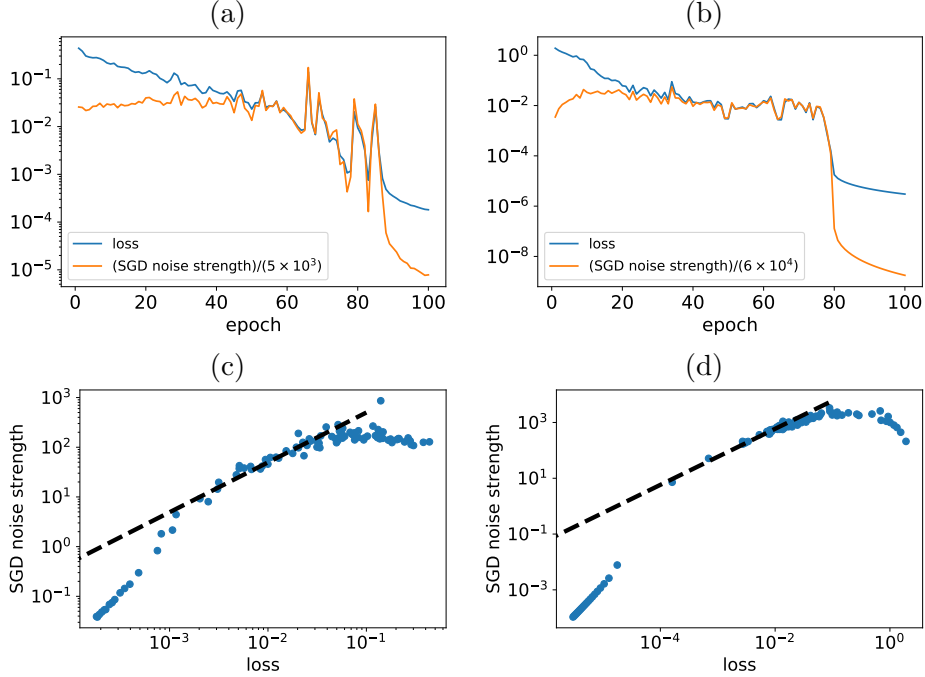 (a)
10^{-1}
10^{-2}
10^{-3}
10^{-4}
10^{-5}
loss
(SGD noise strength)/(5 × 10^3)
0 20 40 60 80 100
epoch
(b)
10^0
10^{-2}
10^{-4}
10^{-6}
10^{-8}
loss
(SGD noise strength)/(6 × 10^4)
0 20 40 60 80 100
epoch
(c)
SGD noise strength
10^3
10^2
10^1
10^0
10^{-1}
10^{-3} 10^{-2} 10^{-1}
loss
(d)
SGD noise strength
10^3
10^1
10^{-1}
10^{-3}
10^{-4} 10^{-2} 10^0
loss